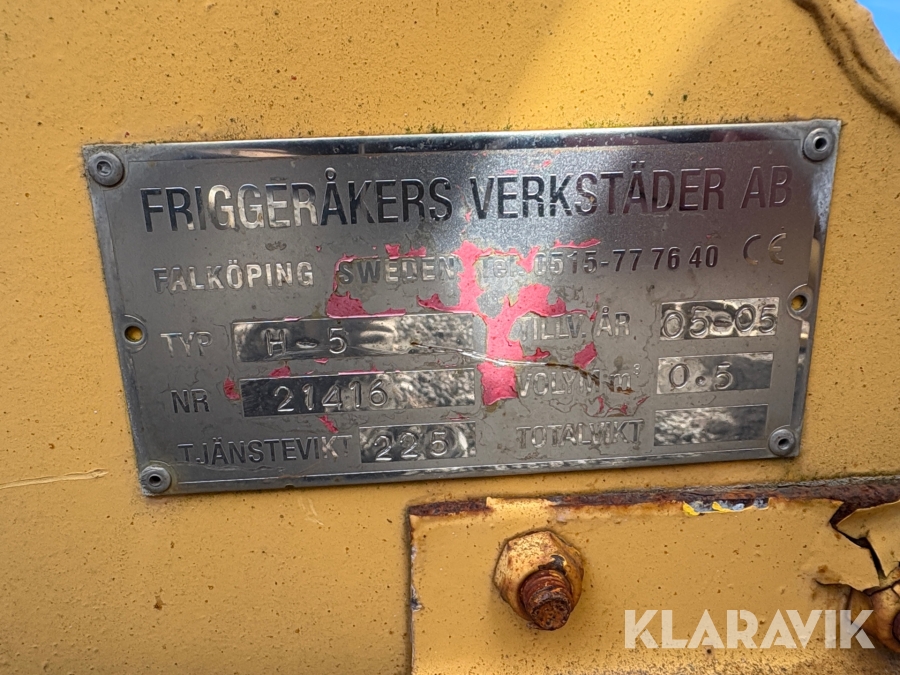 FRIGGERÅKERS VERKSTÄDER AB
FALKÖPING SWEDEN Tel. 0515-77 76 40 CE
TYP H-5 TILLV. ÅR 05-05
NR 21416 VOLYM m³ 0.5
TJÄNSTEVIKT 225 TOTALVIKT
KLARAVIK